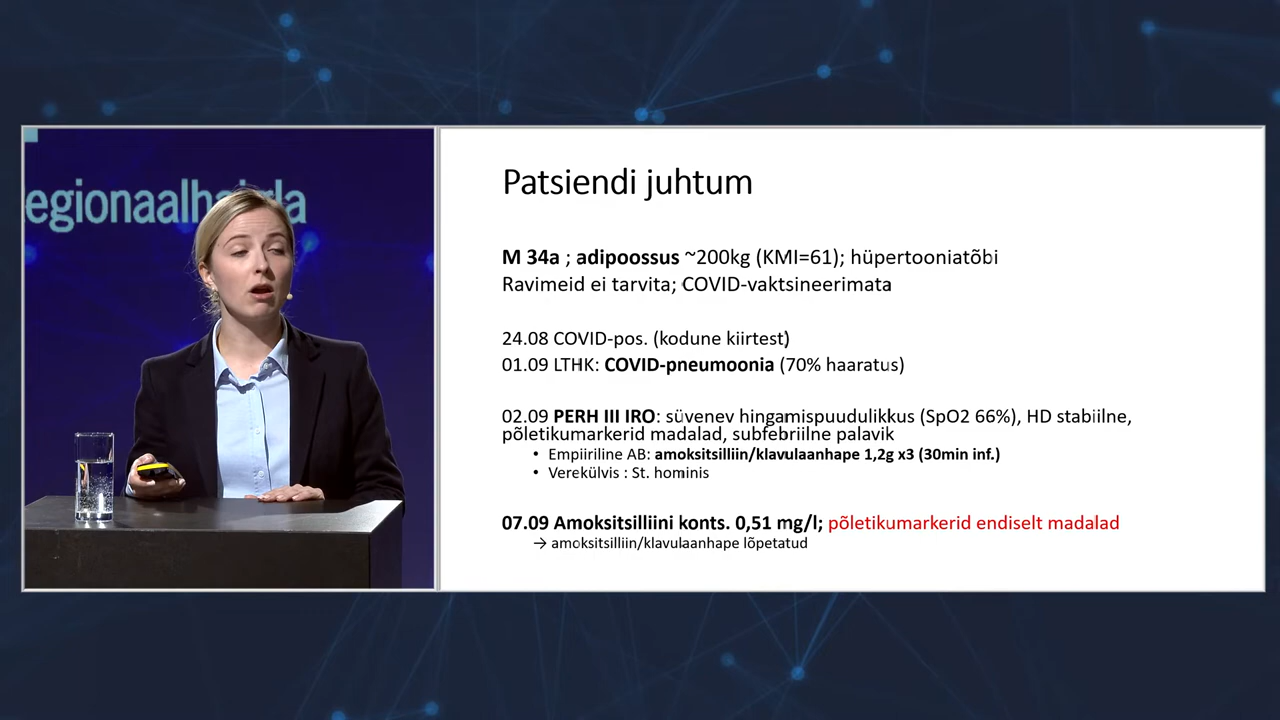 egionaalha
la
Patsiendi juhtum
M 34a ; adipoossus ~200kg (KMI=61); hüpertooniatõbi
Ravimeid ei tarvita; COVID-vaktsineerimata
24.08 COVID-pos. (kodune kiirtest)
01.09 LTHK: COVID-pneumoonia (70% haaratus)
02.09 PERH III IRO: süvenev hingamispuudulikkus (SpO2 66%), HD stabiilne,
põletikumarkerid madalad, subfebriilne palavik
• Empiiriline AB: amoksitsilliin/klavulaanhape 1,2g x3 (30min inf.)
• Verekülvis : St. hominis
07.09 Amoksitsilliini konts. 0,51 mg/l; põletikumarkerid endiselt madalad
→ amoksitsilliin/klavulaanhape lõpetatud